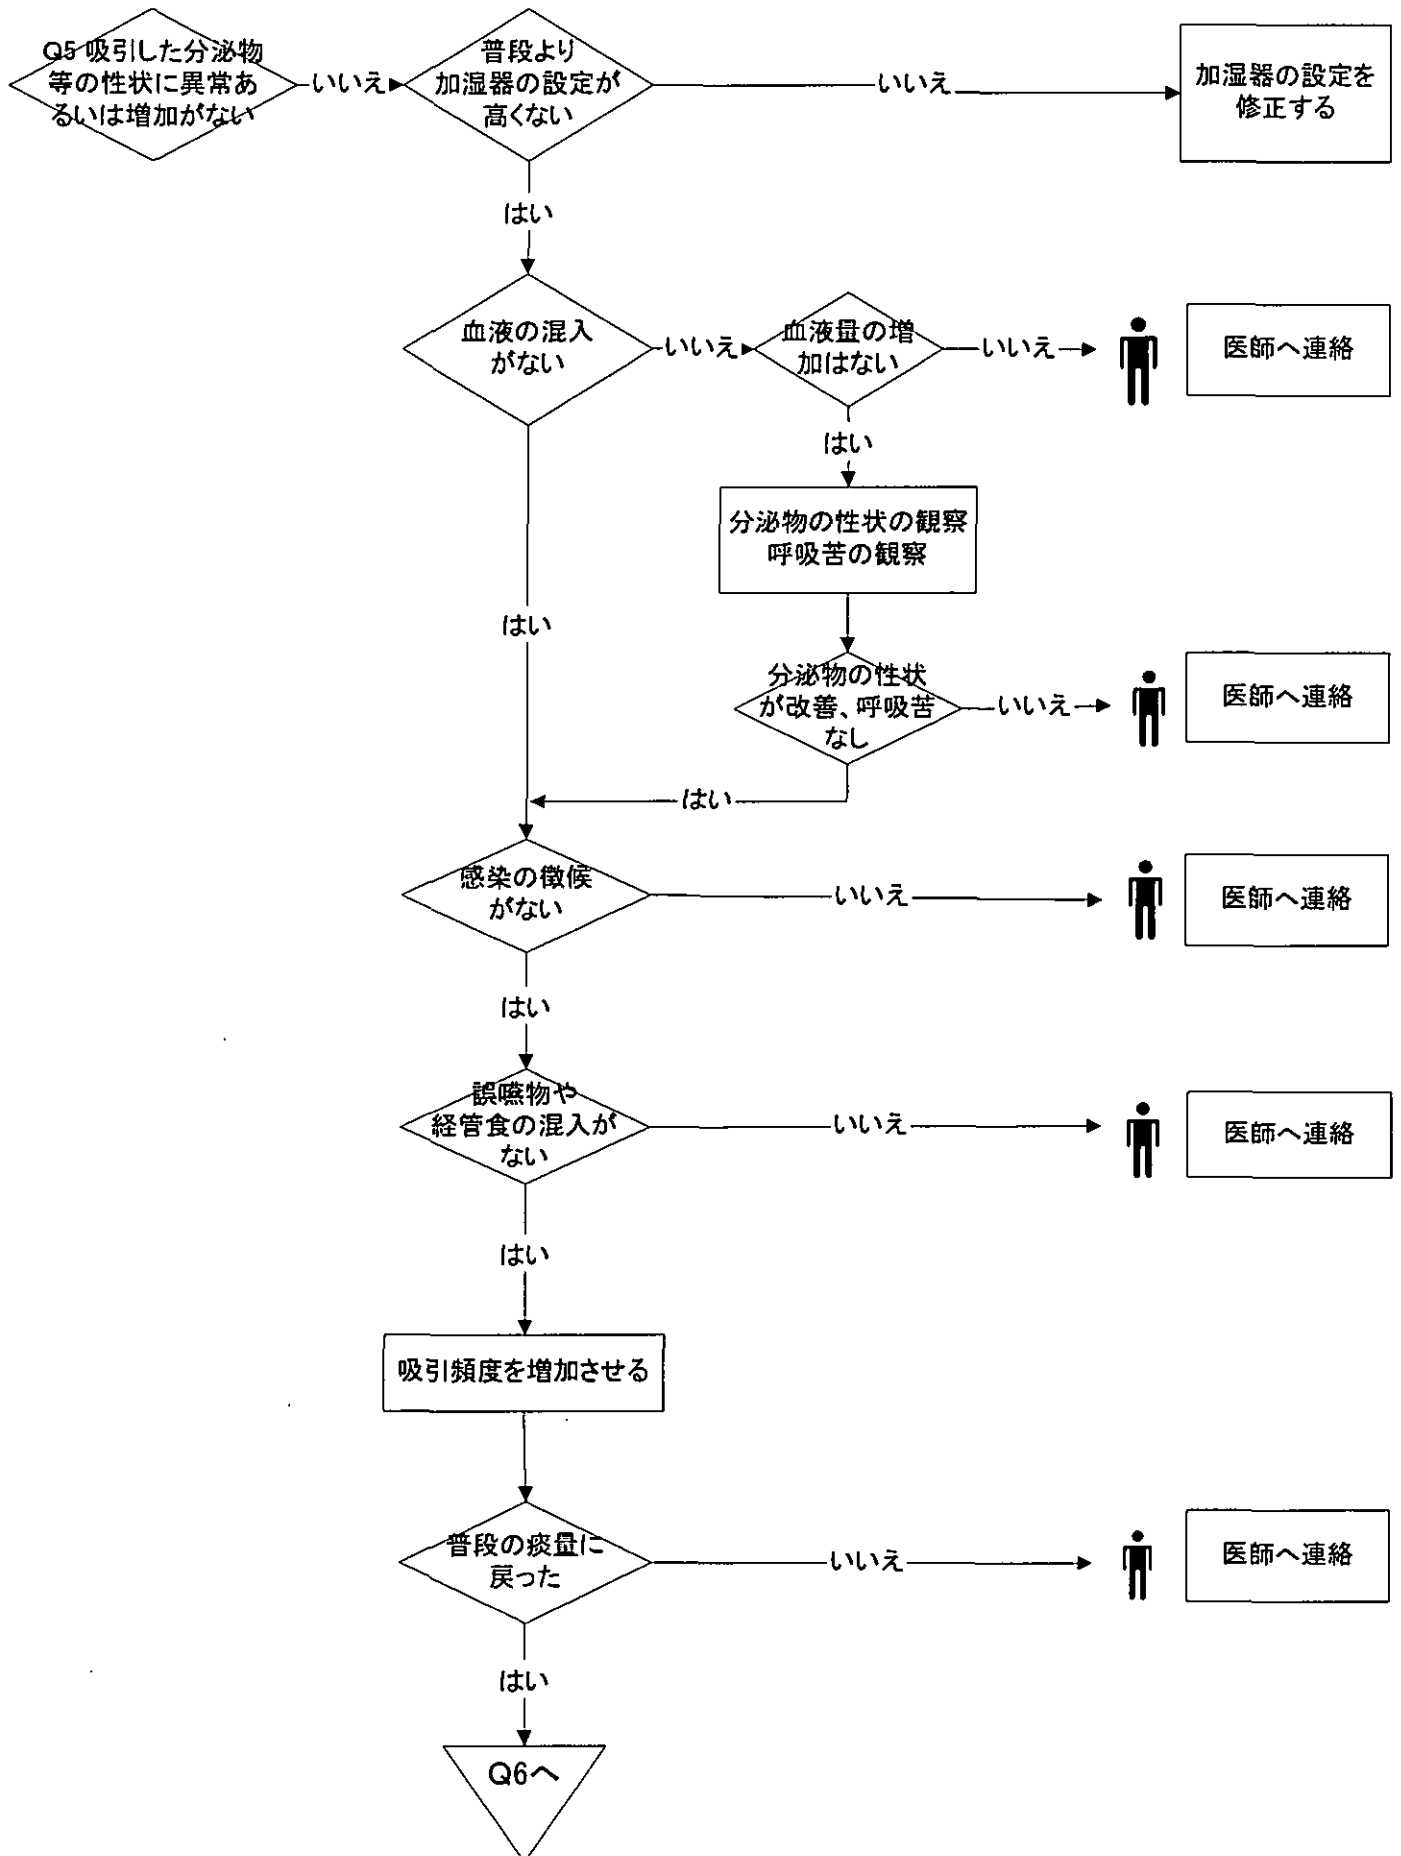 Q5 吸引した分泌物
等の性状に異常あ
るいは増加がない
いいえ
普段より
加湿器の設定が
高くない
いいえ
加湿器の設定を
修正する
はい
血液の混入
がない
いいえ
血液量の増
加はない
いいえ
医師へ連絡
はい
分泌物の性状の観察
呼吸苦の観察
はい
分泌物の性状
が改善、呼吸苦
なし
いいえ
医師へ連絡
はい
感染の徴候
がない
いいえ
医師へ連絡
はい
誤嚥物や
経管食の混入が
ない
いいえ
医師へ連絡
はい
吸引頻度を増加させる
普段の痰量に
戻った
いいえ
医師へ連絡
はい
Q6へ